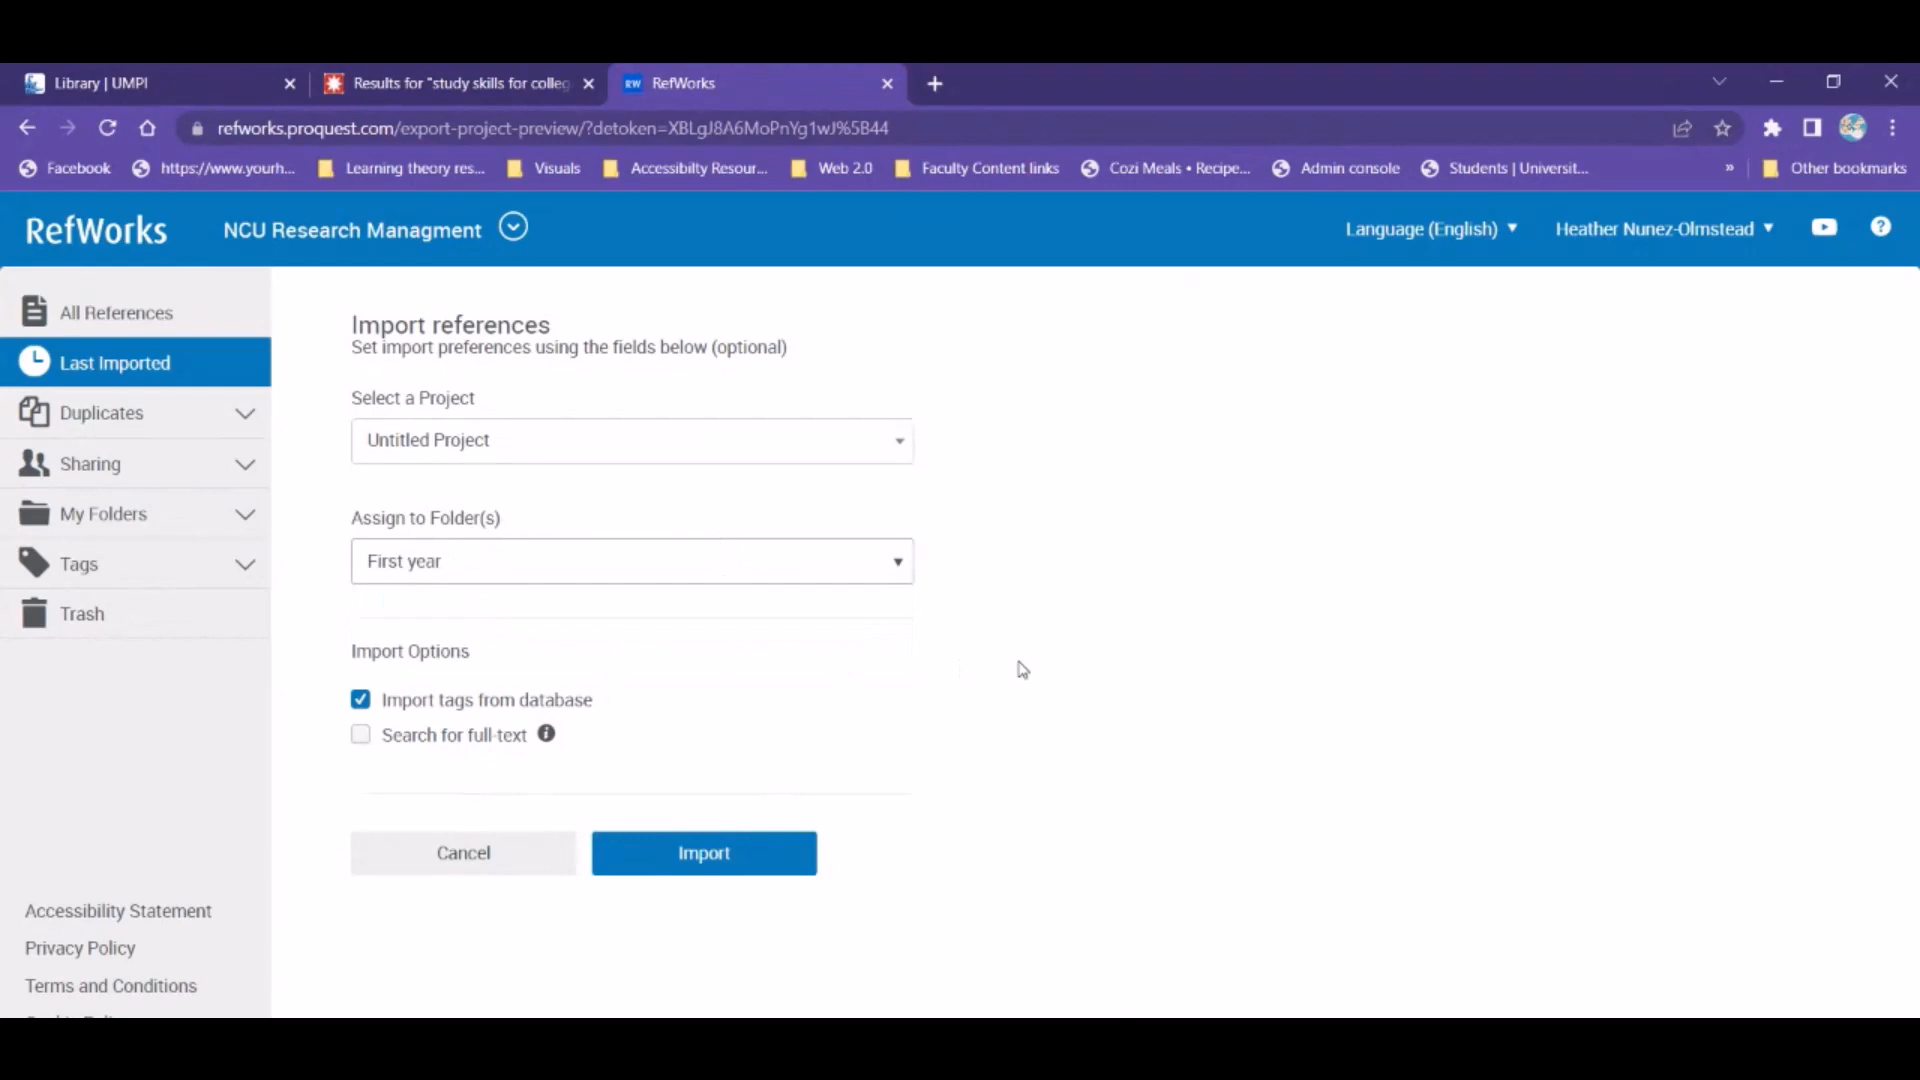 Library | UMPI
Results for "study skills for colleg
RW RefWorks
refworks.proquest.com/export-project-preview/?detoken=XBLgJ8A6MoPnYg1wJ%5B44
Facebook https://www.yourh... Learning theory res... Visuals Accessibilty Resour... Web 2.0 Faculty Content links Cozi Meals • Recipe... Admin console Students | Universit... » Other bookmarks
RefWorks NCU Research Managment Language (English) Heather Nunez-Olmstead
All References
Last Imported
Duplicates
Sharing
My Folders
Tags
Trash
Accessibility Statement
Privacy Policy
Terms and Conditions
Import references
Set import preferences using the fields below (optional)
Select a Project
Untitled Project
Assign to Folder(s)
First year
Import Options
Import tags from database
Search for full-text
Cancel Import